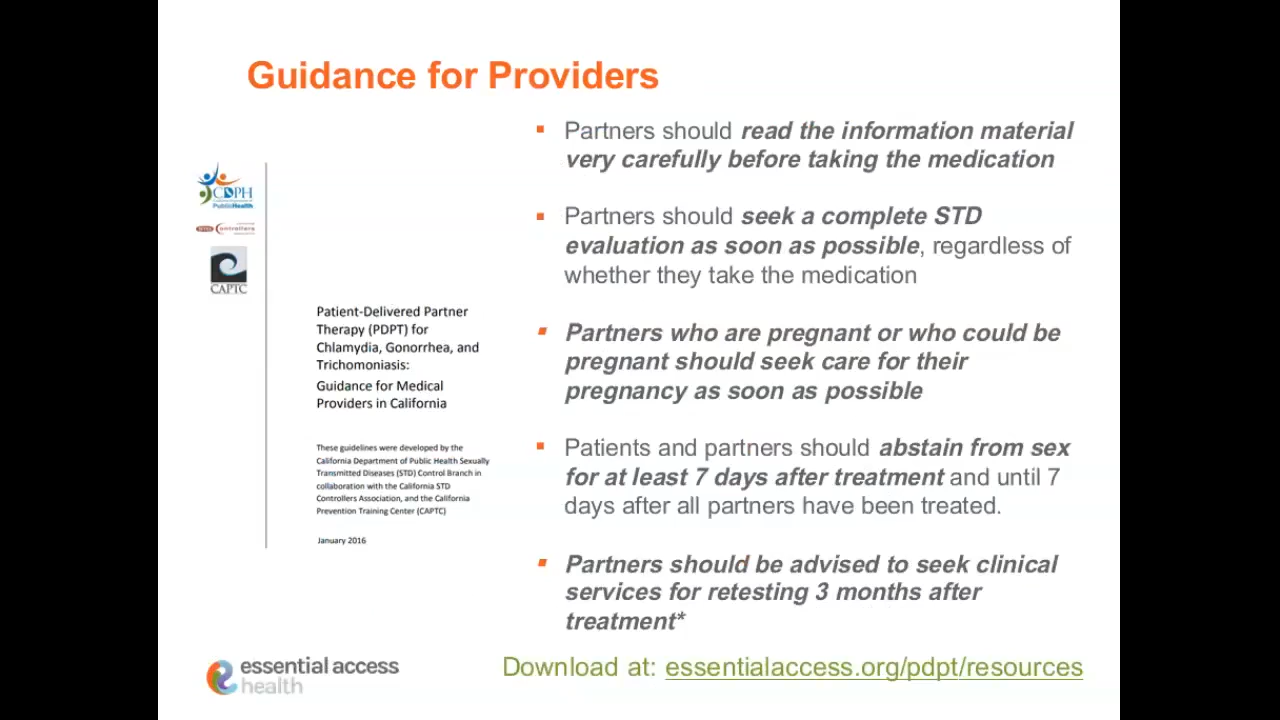 Guidance for Providers
CDPH
PublicHealth
CAPTC
Patient-Delivered Partner
Therapy (PDPT) for
Chlamydia, Gonorrhea, and
Trichomoniasis:
Guidance for Medical
Providers in California
These guidelines were developed by the
California Department of Public Health Sexually
Transmitted Diseases (STD) Control Branch in
collaboration with the California STD
Controllers Association, and the California
Prevention Training Center (CAPTC)
January 2016
▪ Partners should read the information material
very carefully before taking the medication
▪ Partners should seek a complete STD
evaluation as soon as possible, regardless of
whether they take the medication
▪ Partners who are pregnant or who could be
pregnant should seek care for their
pregnancy as soon as possible
▪ Patients and partners should abstain from sex
for at least 7 days after treatment and until 7
days after all partners have been treated.
▪ Partners should be advised to seek clinical
services for retesting 3 months after
treatment*
essential access
health
Download at: essentialaccess.org/pdpt/resources